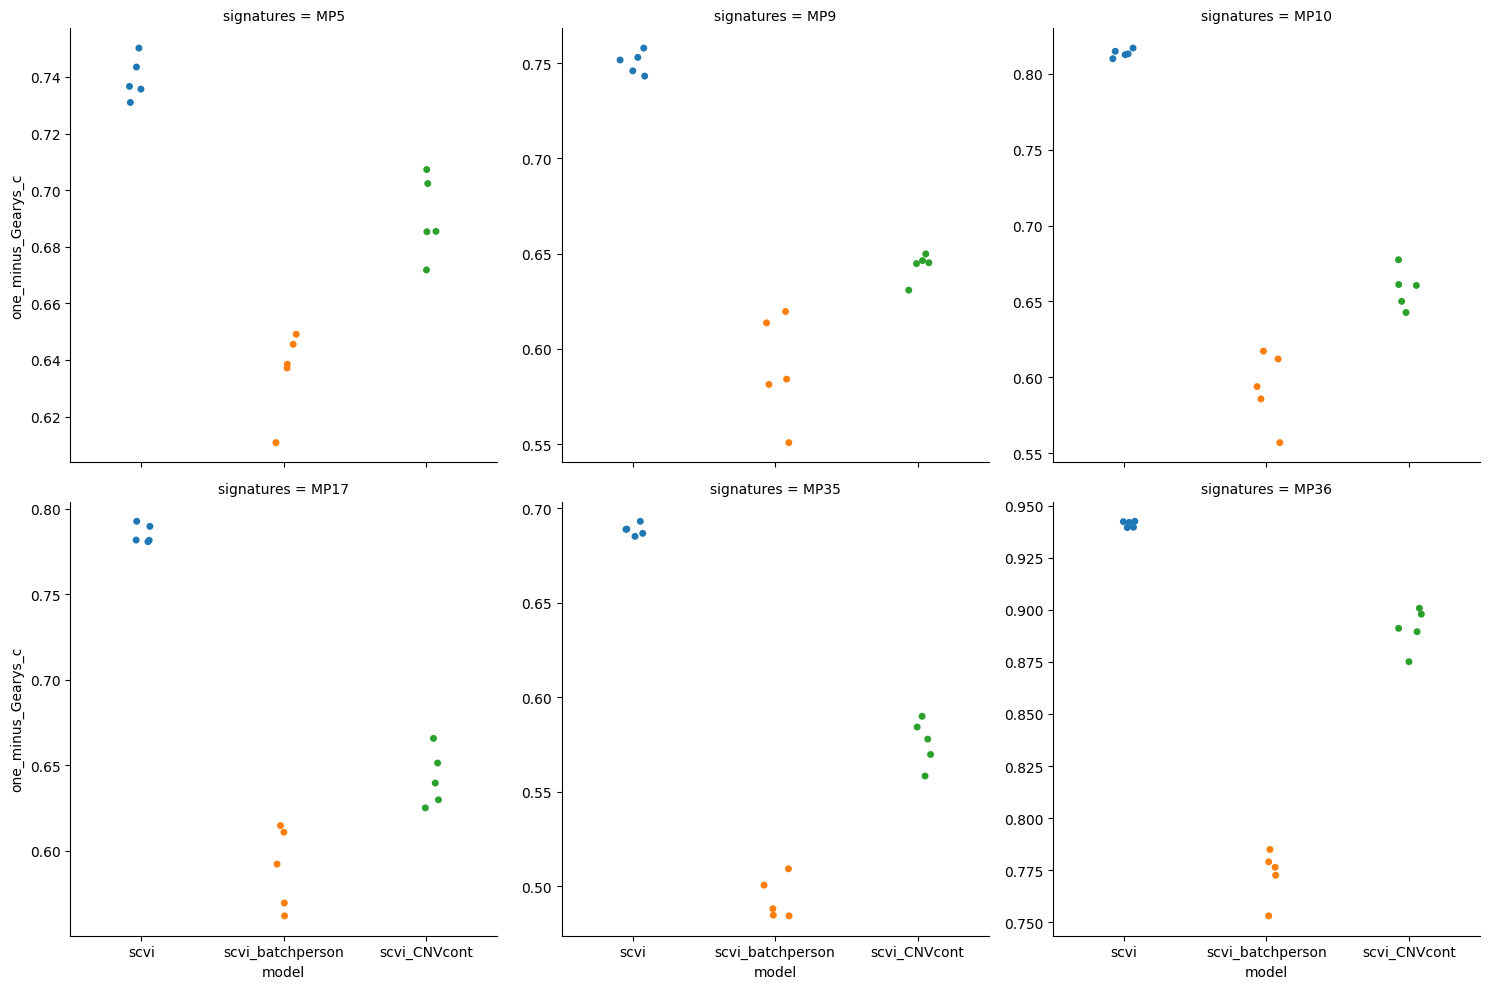 signatures = MP5
signatures = MP9
signatures = MP10
one_minus_Gearys_c
0.74
0.72
0.70
0.68
0.66
0.64
0.62
0.75
0.70
0.65
0.60
0.55
0.80
0.75
0.70
0.65
0.60
0.55
signatures = MP17
signatures = MP35
signatures = MP36
one_minus_Gearys_c
0.80
0.75
0.70
0.65
0.60
0.70
0.65
0.60
0.55
0.50
0.950
0.925
0.900
0.875
0.850
0.825
0.800
0.775
0.750
scvi scvi_batchperson scvi_CNVcont
model
scvi scvi_batchperson scvi_CNVcont
model
scvi scvi_batchperson scvi_CNVcont
model